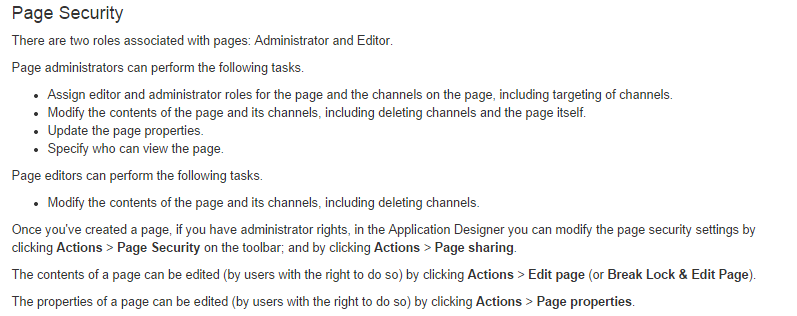 Page Security
There are two roles associated with pages: Administrator and Editor.
Page administrators can perform the following tasks.
• Assign editor and administrator roles for the page and the channels on the page, including targeting of channels.
• Modify the contents of the page and its channels, including deleting channels and the page itself.
• Update the page properties.
• Specify who can view the page.
Page editors can perform the following tasks.
• Modify the contents of the page and its channels, including deleting channels.
Once you've created a page, if you have administrator rights, in the Application Designer you can modify the page security settings by
clicking Actions > Page Security on the toolbar; and by clicking Actions > Page sharing.
The contents of a page can be edited (by users with the right to do so) by clicking Actions > Edit page (or Break Lock & Edit Page).
The properties of a page can be edited (by users with the right to do so) by clicking Actions > Page properties.